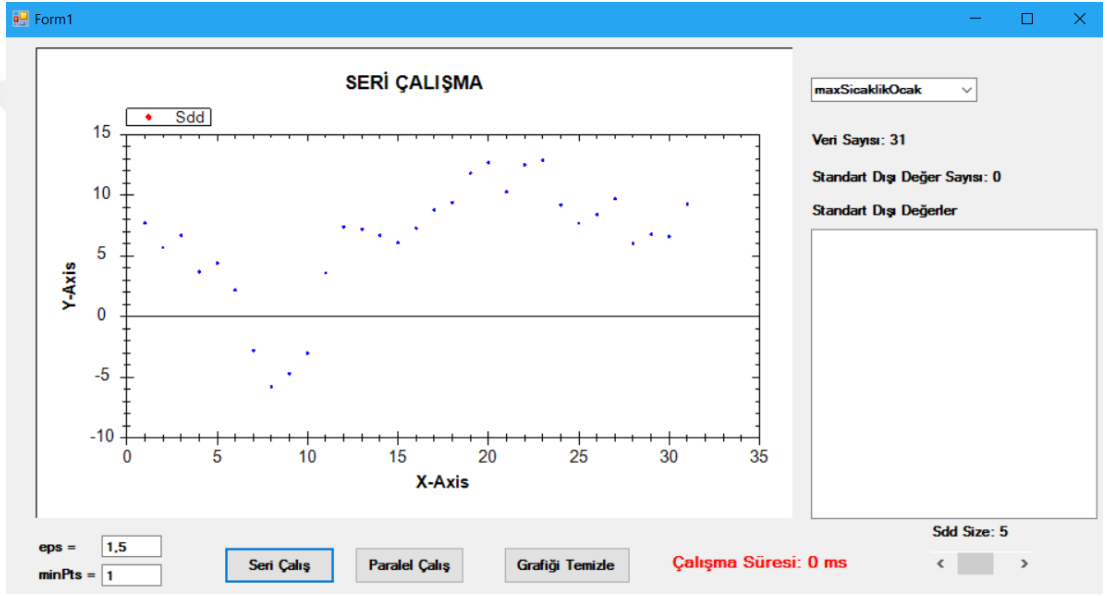 Form1
SERİ ÇALIŞMA
Sdd
15
10
5
0
-5
-10
0 5 10 15 20 25 30 35
Y-Axis
X-Axis
maxSicaklikOcak
Veri Sayısı: 31
Standart Dışı Değer Sayısı: 0
Standart Dışı Değerler
Sdd Size: 5
eps = 1,5
minPts = 1
Seri Çalış
Paralel Çalış
Grafiği Temizle
Çalışma Süresi: 0 ms